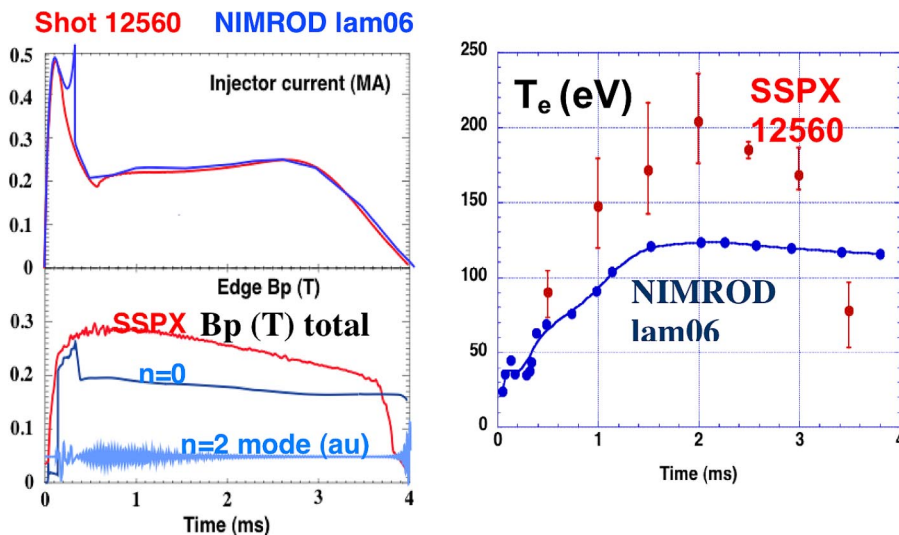 Shot 12560 NIMROD lam06
Injector current (MA)
0.5
0.4
0.3
0.2
0.1
0
Edge Bp (T)
SSPX Bp (T) total
n=0
n=2 mode (au)
0.3
0.2
0.1
0
0 1 2 3 4
Time (ms)
250
200
150
100
50
0
Te (eV)
SSPX
12560
NIMROD
lam06
0 1 2 3 4
Time (ms)